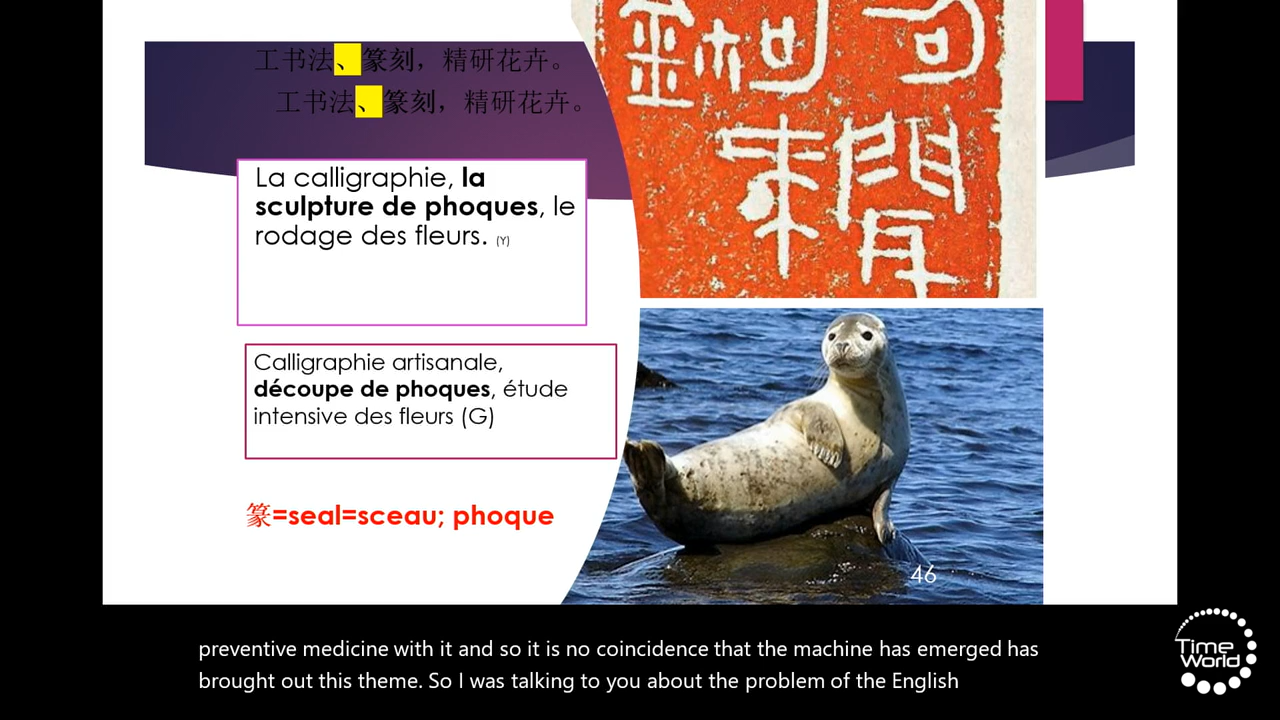 工书法、篆刻，精研花卉。
工书法、篆刻，精研花卉。
La calligraphie, la
sculpture de phoques, le
rodage des fleurs. (Y)
Calligraphie artisanale,
découpe de phoques, étude
intensive des fleurs (G)
篆=seal=sceau; phoque
46
preventive medicine with it and so it is no coincidence that the machine has emerged has
brought out this theme. So I was talking to you about the problem of the English
Time
World